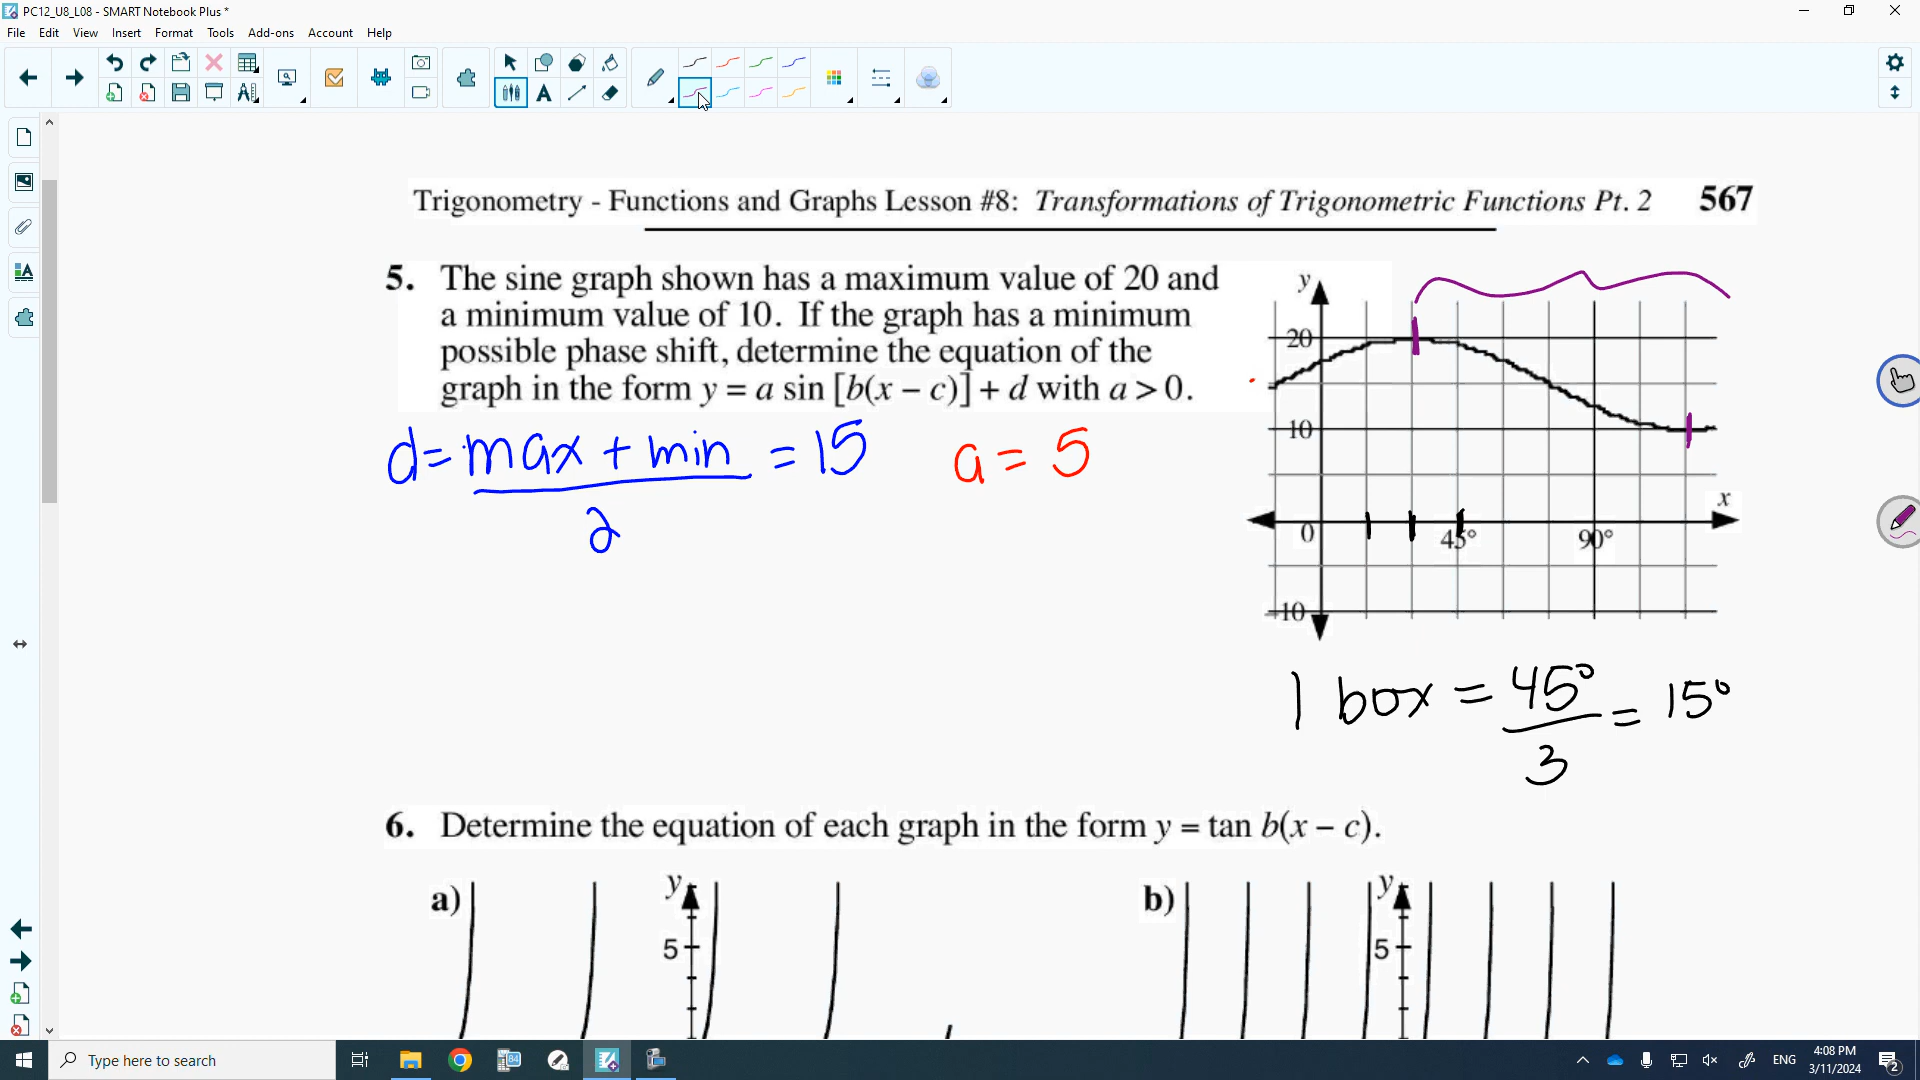 PC12_U8_L08 - SMART Notebook Plus *
File Edit View Insert Format Tools Add-ons Account Help
Trigonometry - Functions and Graphs Lesson #8: Transformations of Trigonometric Functions Pt. 2 567
5. The sine graph shown has a maximum value of 20 and
a minimum value of 10. If the graph has a minimum
possible phase shift, determine the equation of the
graph in the form y = a sin [b(x – c)] + d with a > 0.
d = max + min = 15
2
a = 5
y
20
10
x
0
45°
90°
-10
1 box = 45° = 15°
3
6. Determine the equation of each graph in the form y = tan b(x – c).
a)
y
5
b)
y
5
Type here to search
84
ENG
4:08 PM
3/11/2024
2